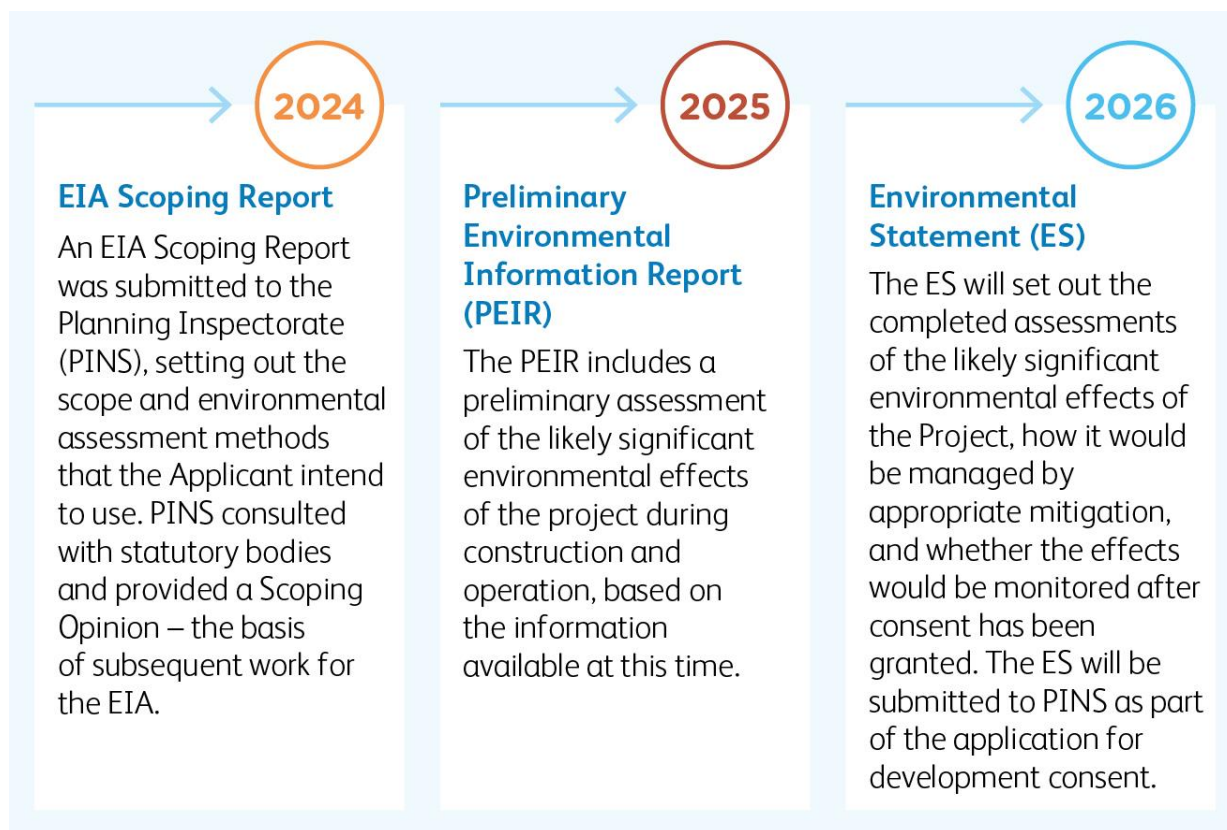 2024
EIA Scoping Report
An EIA Scoping Report
was submitted to the
Planning Inspectorate
(PINS), setting out the
scope and environmental
assessment methods
that the Applicant intend
to use. PINS consulted
with statutory bodies
and provided a Scoping
Opinion – the basis
of subsequent work for
the EIA.
2025
Preliminary
Environmental
Information Report
(PEIR)
The PEIR includes a
preliminary assessment
of the likely significant
environmental effects
of the project during
construction and
operation, based on
the information
available at this time.
2026
Environmental
Statement (ES)
The ES will set out the
completed assessments
of the likely significant
environmental effects of
the Project, how it would
be managed by
appropriate mitigation,
and whether the effects
would be monitored after
consent has been
granted. The ES will be
submitted to PINS as part
of the application for
development consent.